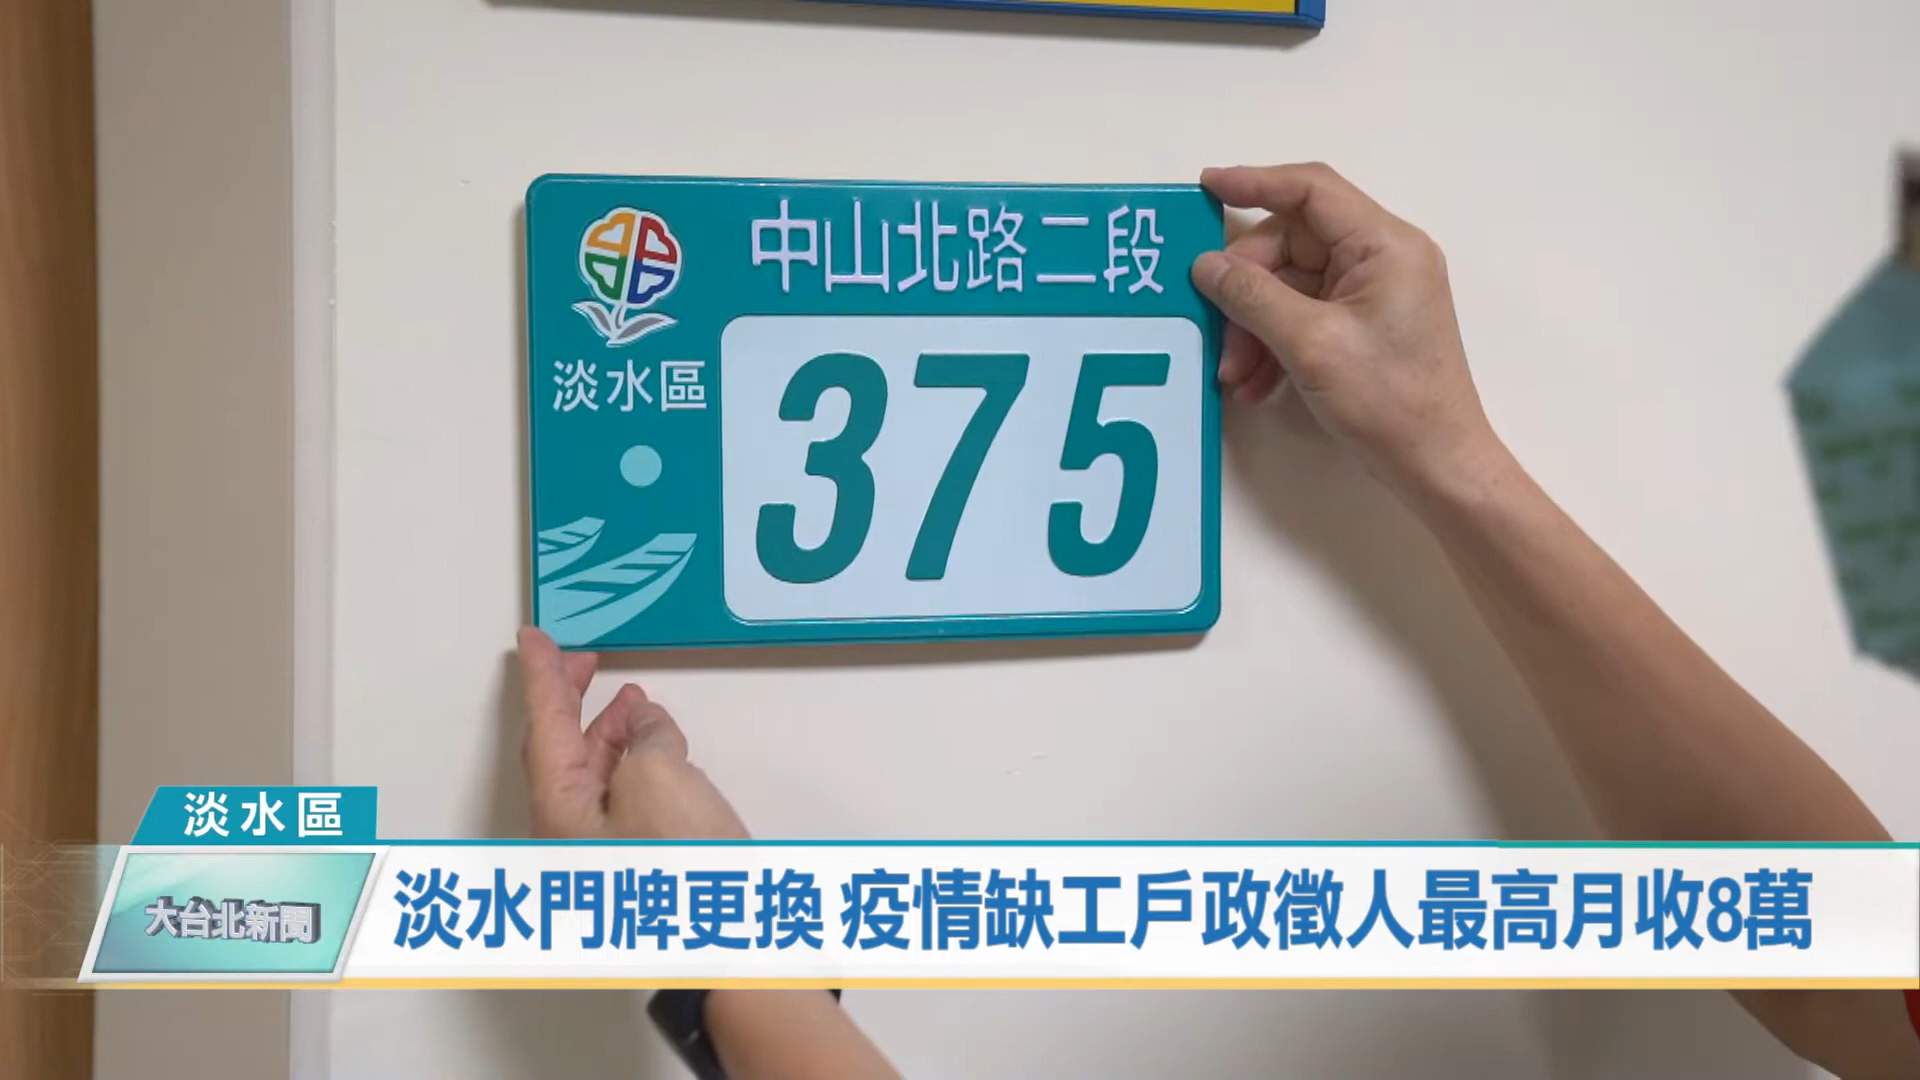 中山北路二段
淡水區
375
淡水區
大台北新聞
淡水門牌更換 疫情缺工戶政徵人最高月收8萬